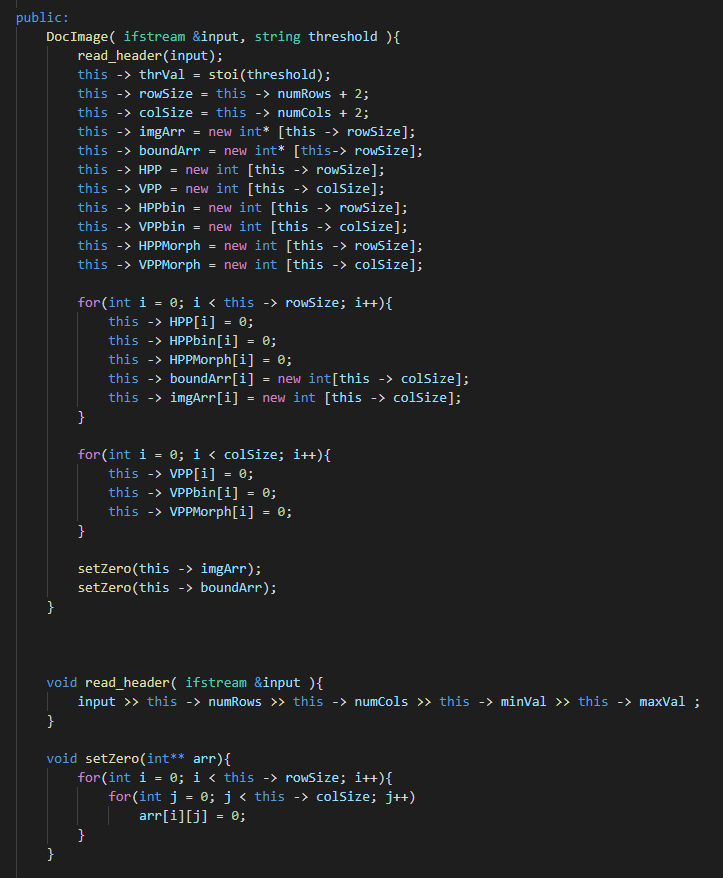 public:
    DocImage( ifstream &input, string threshold ){
        read_header(input);
        this -> thrVal = stoi(threshold);
        this -> rowSize = this -> numRows + 2;
        this -> colSize = this -> numCols + 2;
        this -> imgArr = new int* [this -> rowSize];
        this -> boundArr = new int* [this-> rowSize];
        this -> HPP = new int [this -> rowSize];
        this -> VPP = new int [this -> colSize];
        this -> HPPbin = new int [this -> rowSize];
        this -> VPPbin = new int [this -> colSize];
        this -> HPPMorph = new int [this -> rowSize];
        this -> VPPMorph = new int [this -> colSize];

        for(int i = 0; i < this -> rowSize; i++){
            this -> HPP[i] = 0;
            this -> HPPbin[i] = 0;
            this -> HPPMorph[i] = 0;
            this -> boundArr[i] = new int[this -> colSize];
            this -> imgArr[i] = new int [this -> colSize];
        }

        for(int i = 0; i < colSize; i++){
            this -> VPP[i] = 0;
            this -> VPPbin[i] = 0;
            this -> VPPMorph[i] = 0;
        }

        setZero(this -> imgArr);
        setZero(this -> boundArr);
    }

    void read_header( ifstream &input ){
        input >> this -> numRows >> this -> numCols >> this -> minVal >> this -> maxVal ;
    }

    void setZero(int** arr){
        for(int i = 0; i < this -> rowSize; i++){
            for(int j = 0; j < this -> colSize; j++)
                arr[i][j] = 0;
        }
    }